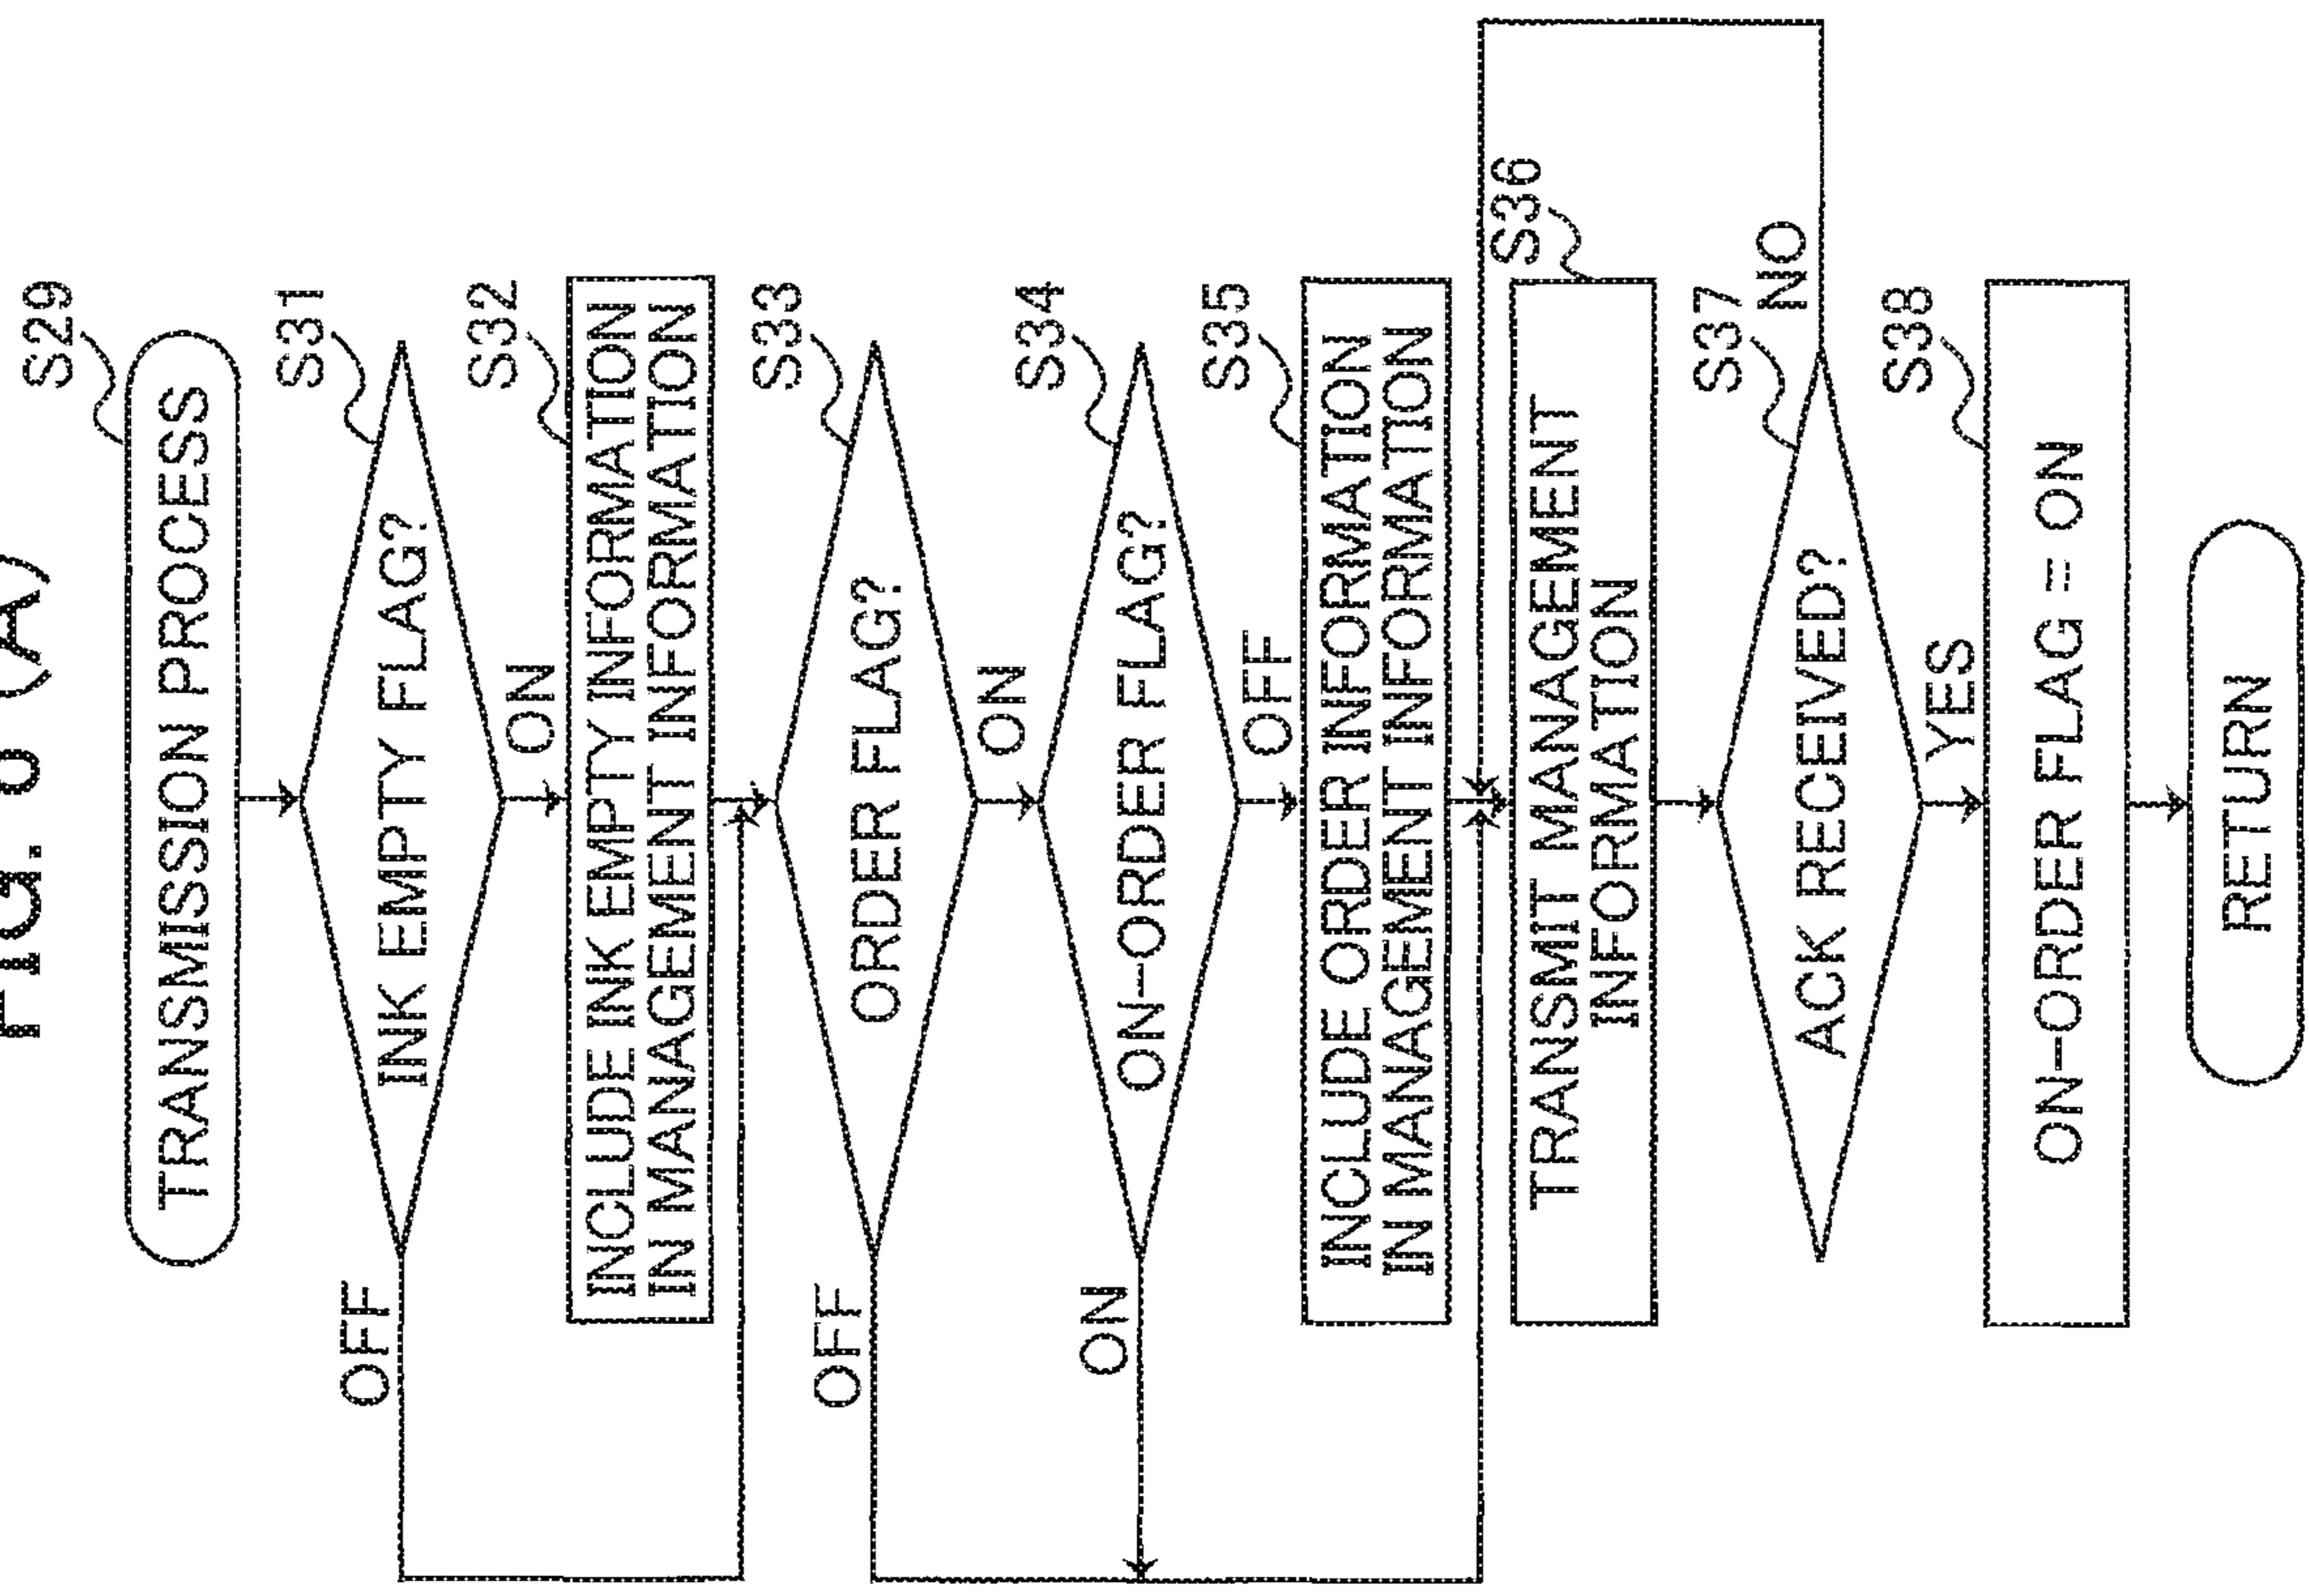 S29
TRANSMISSION PROCESS
S31
INK EMPTY FLAG?
OFF
ON
S32
INCLUDE INK EMPTY INFORMATION
IN MANAGEMENT INFORMATION
S33
ORDER FLAG?
OFF
ON
S34
ON-ORDER FLAG?
ON
OFF
S35
INCLUDE ORDER INFORMATION
IN MANAGEMENT INFORMATION
S36
TRANSMIT MANAGEMENT
INFORMATION
S37
ACK RECEIVED?
NO
YES
S38
ON-ORDER FLAG = ON
RETURN